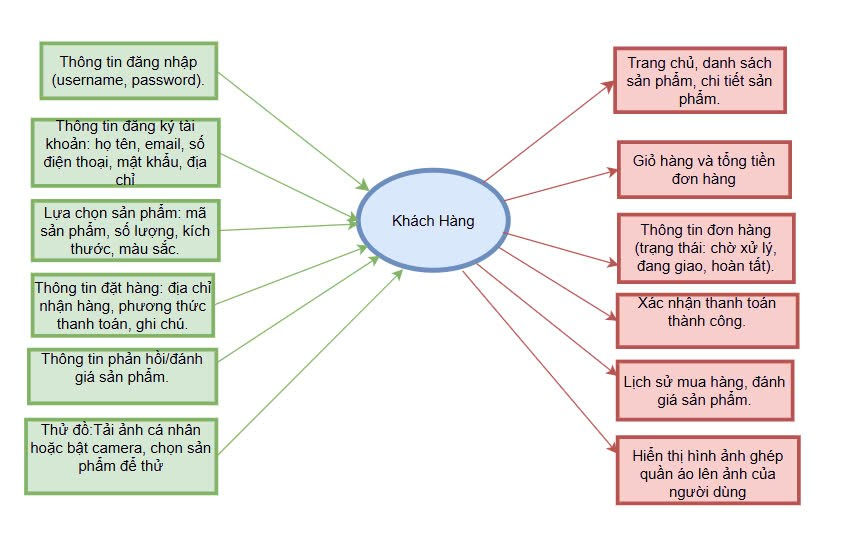 Thông tin đăng nhập
(username, password).
Thông tin đăng ký tài
khoản: họ tên, email, số
điện thoại, mật khẩu, địa
chỉ
Lựa chọn sản phẩm: mã
sản phẩm, số lượng, kích
thước, màu sắc.
Thông tin đặt hàng: địa chỉ
nhận hàng, phương thức
thanh toán, ghi chú.
Thông tin phản hồi/đánh
giá sản phẩm.
Thử đồ:Tải ảnh cá nhân
hoặc bật camera, chọn sản
phẩm để thử
Khách Hàng
Trang chủ, danh sách
sản phẩm, chi tiết sản
phẩm.
Giỏ hàng và tổng tiền
đơn hàng
Thông tin đơn hàng
(trạng thái: chờ xử lý,
đang giao, hoàn tất).
Xác nhận thanh toán
thành công.
Lịch sử mua hàng, đánh
giá sản phẩm.
Hiển thị hình ảnh ghép
quần áo lên ảnh của
người dùng